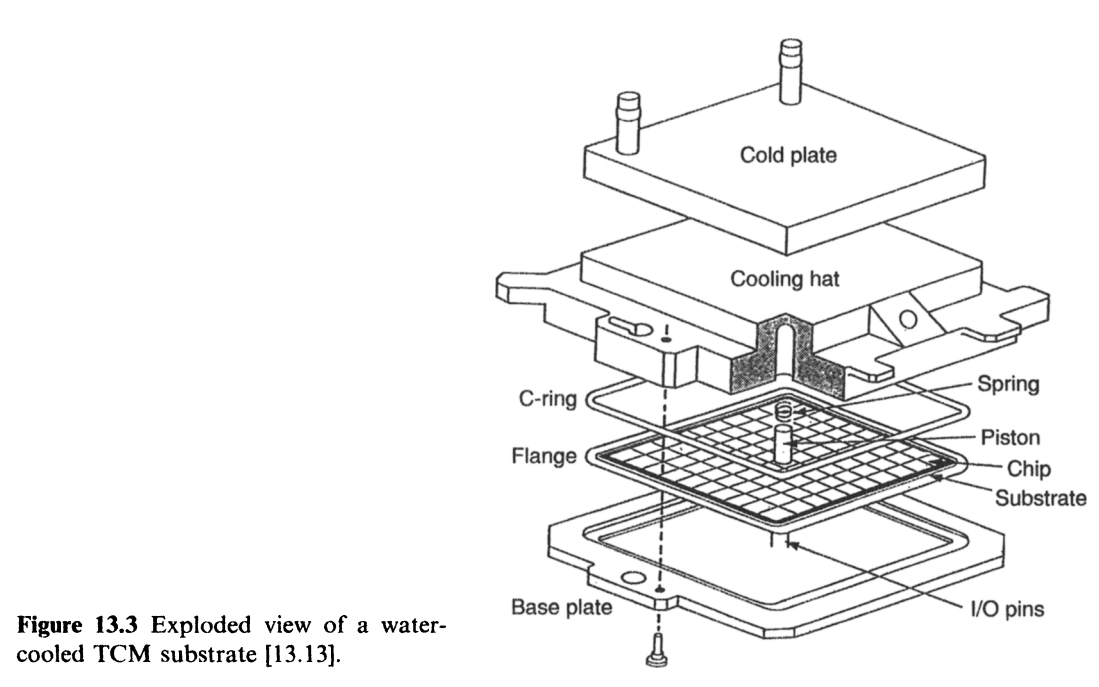 Cold plate
Cooling hat
C-ring
Spring
Flange
Piston
Chip
Substrate
Base plate
I/O pins
Figure 13.3 Exploded view of a water-
cooled TCM substrate [13.13].